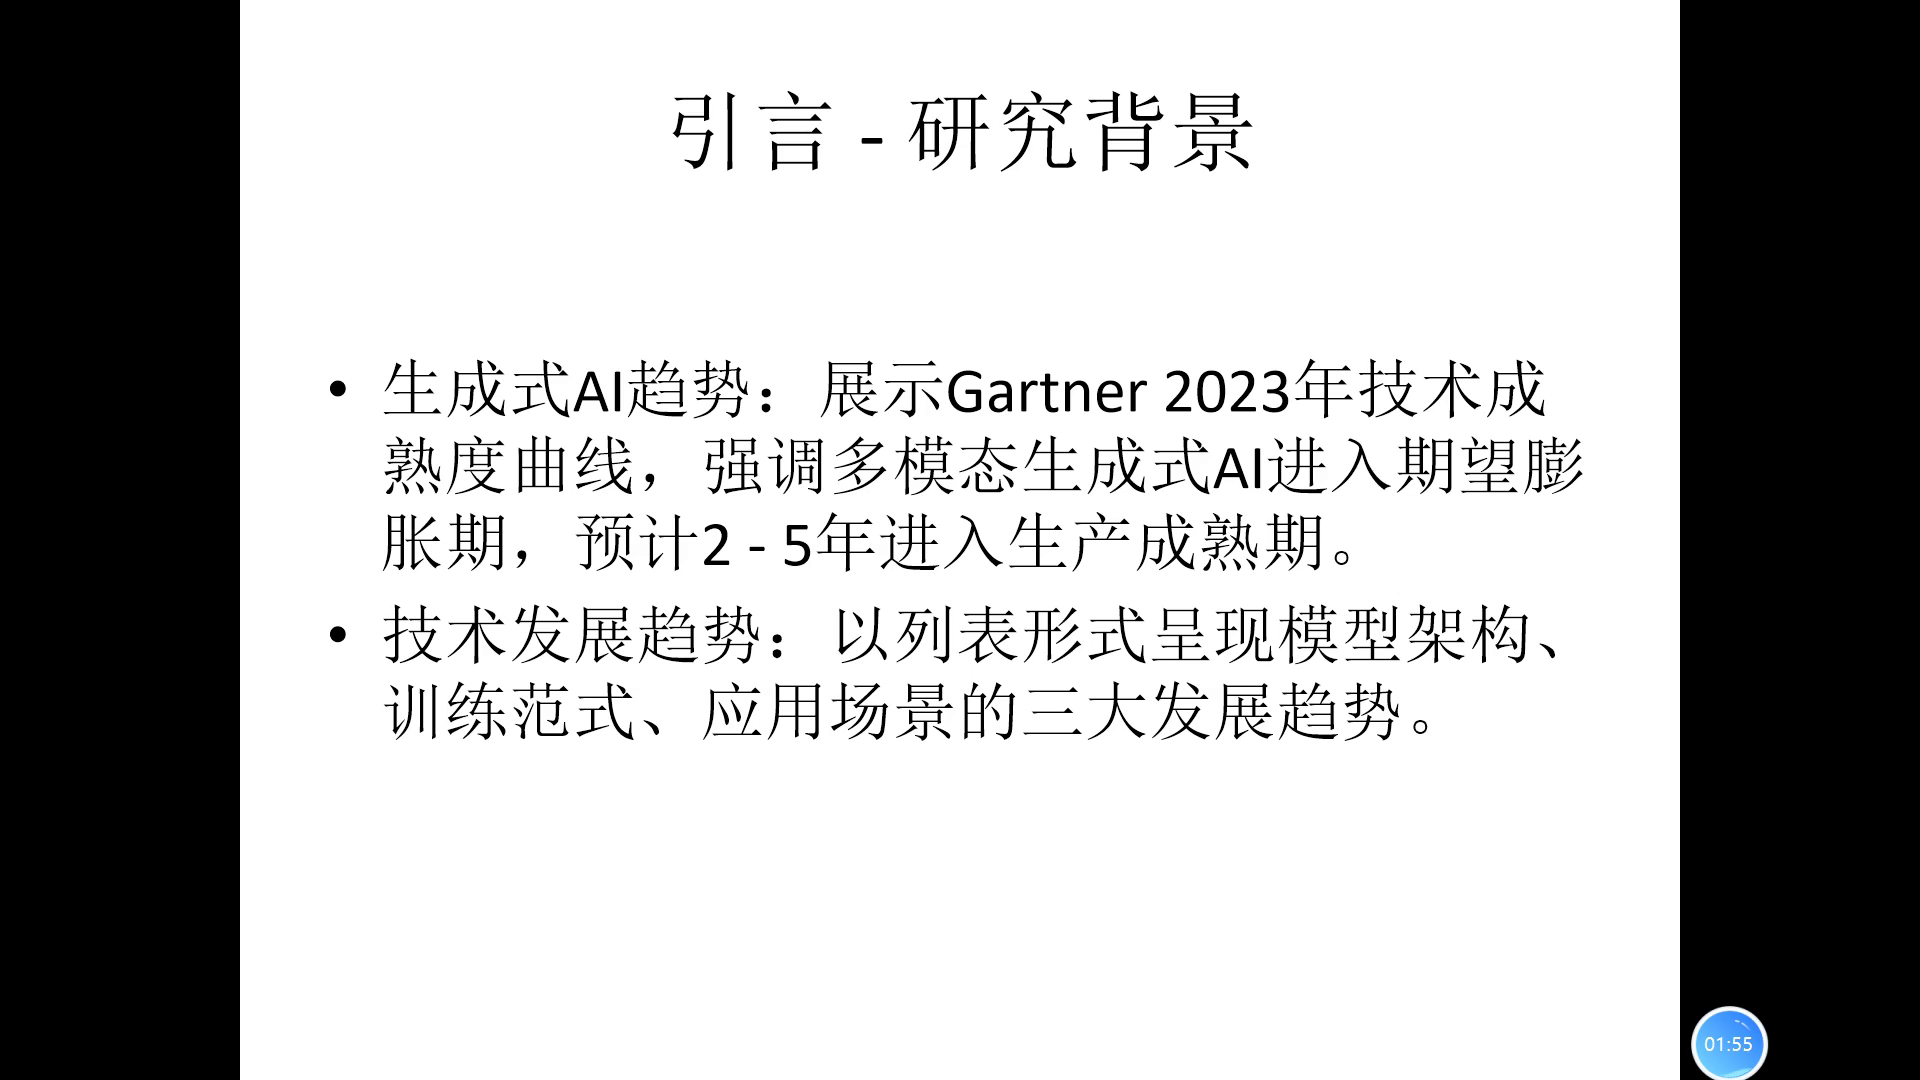 引言 - 研究背景
• 生成式AI趋势：展示Gartner 2023年技术成
熟度曲线，强调多模态生成式AI进入期望膨
胀期，预计2 - 5年进入生产成熟期。
• 技术发展趋势：以列表形式呈现模型架构、
训练范式、应用场景的三大发展趋势。
01:55